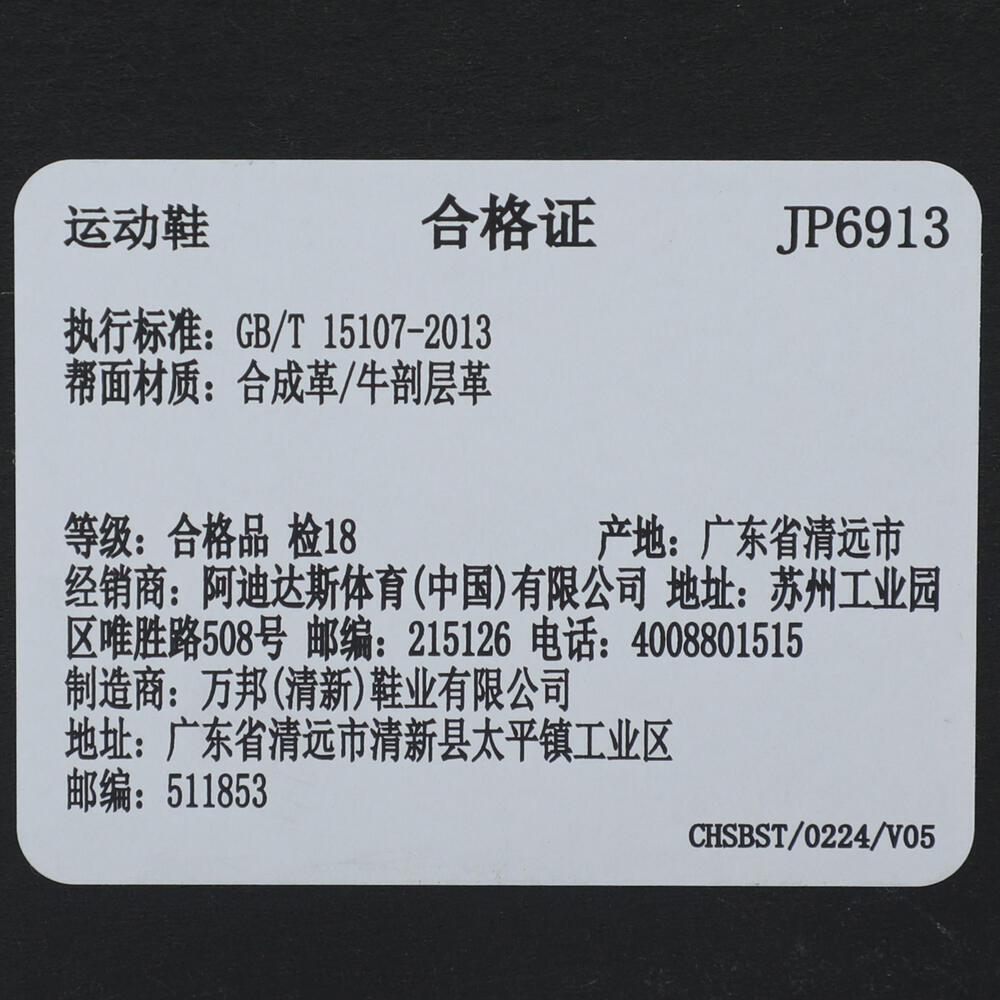 运动鞋 合格证 JP6913
执行标准：GB/T 15107-2013
帮面材质：合成革/牛剖层革
等级：合格品 检18 产地：广东省清远市
经销商：阿迪达斯体育(中国)有限公司 地址：苏州工业园
区唯胜路508号 邮编：215126 电话：4008801515
制造商：万邦(清新)鞋业有限公司
地址：广东省清远市清新县太平镇工业区
邮编：511853
CHSBST/0224/V05